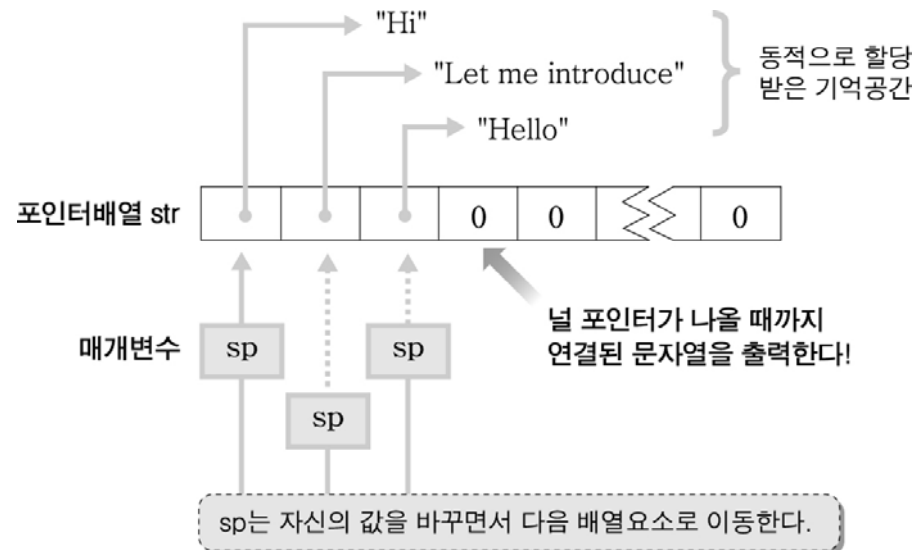 "Hi"
"Let me introduce"
"Hello"
동적으로 할당
받은 기억공간
포인터배열 str
0 0 0
널 포인터가 나올 때까지
연결된 문자열을 출력한다!
매개변수
sp
sp
sp
sp는 자신의 값을 바꾸면서 다음 배열요소로 이동한다.